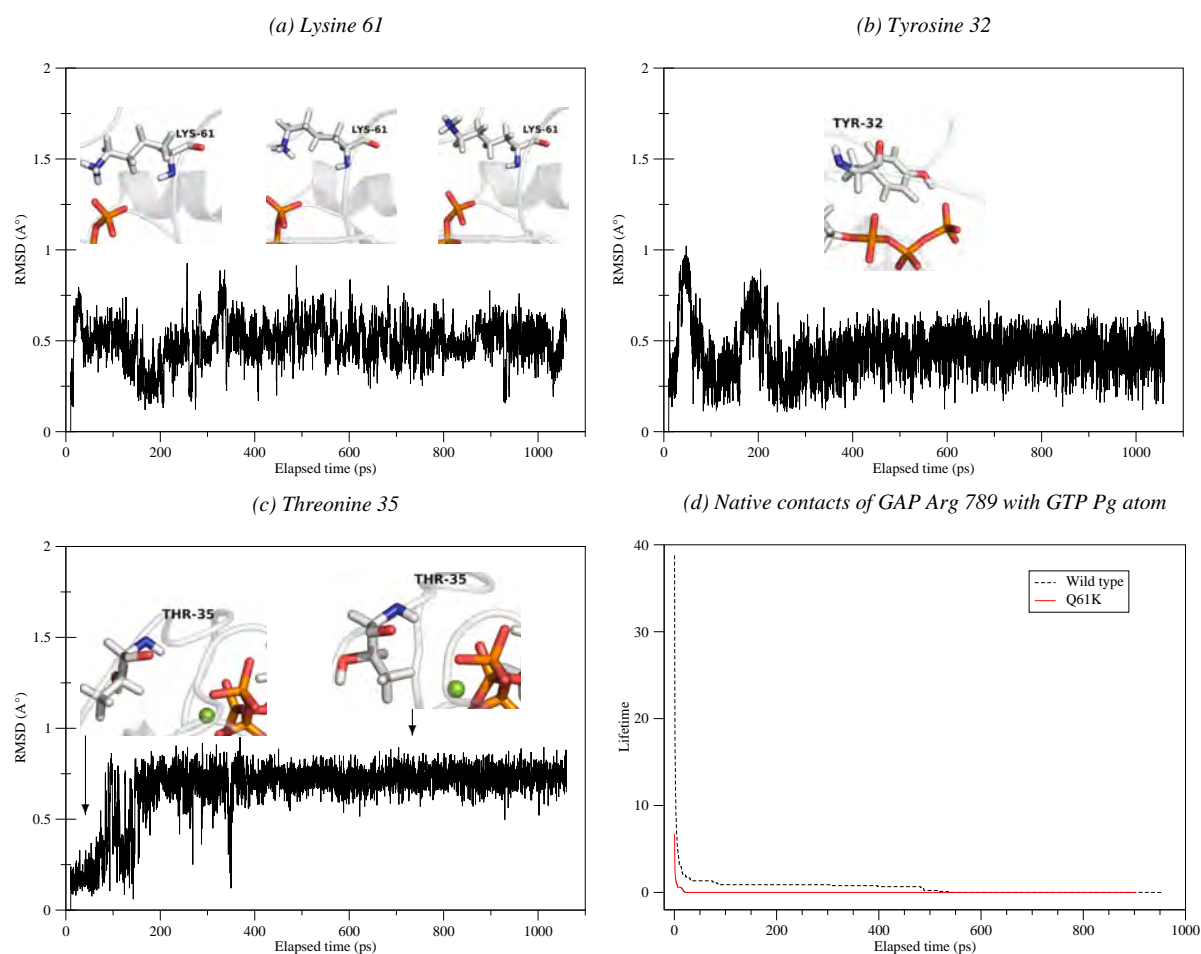 (a) Lysine 61
2
1.5
1
0.5
0
RMSD (A°)
LYS-61
LYS-61
LYS-61
0 200 400 600 800 1000
Elapsed time (ps)
(b) Tyrosine 32
2
1.5
1
0.5
0
RMSD (A°)
TYR-32
0 200 400 600 800 1000
Elapsed time (ps)
(c) Threonine 35
2
1.5
1
0.5
0
RMSD (A°)
THR-35
THR-35
0 200 400 600 800 1000
Elapsed time (ps)
(d) Native contacts of GAP Arg 789 with GTP Pg atom
40
30
20
10
0
Lifetime
Wild type
Q61K
0 200 400 600 800 1000
Elapsed time (ps)